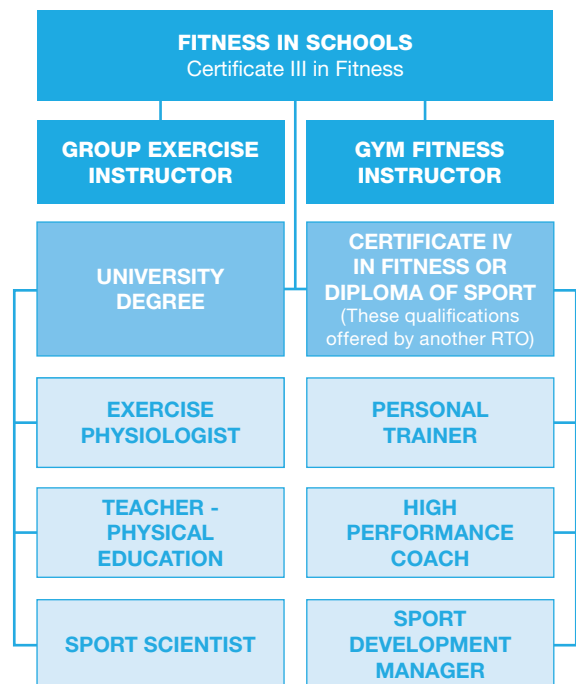 FITNESS IN SCHOOLS
Certificate III in Fitness
GROUP EXERCISE
INSTRUCTOR
GYM FITNESS
INSTRUCTOR
UNIVERSITY
DEGREE
CERTIFICATE IV
IN FITNESS OR
DIPLOMA OF SPORT
(These qualifications
offered by another RTO)
EXERCISE
PHYSIOLOGIST
PERSONAL
TRAINER
TEACHER -
PHYSICAL
EDUCATION
HIGH
PERFORMANCE
COACH
SPORT SCIENTIST
SPORT
DEVELOPMENT
MANAGER